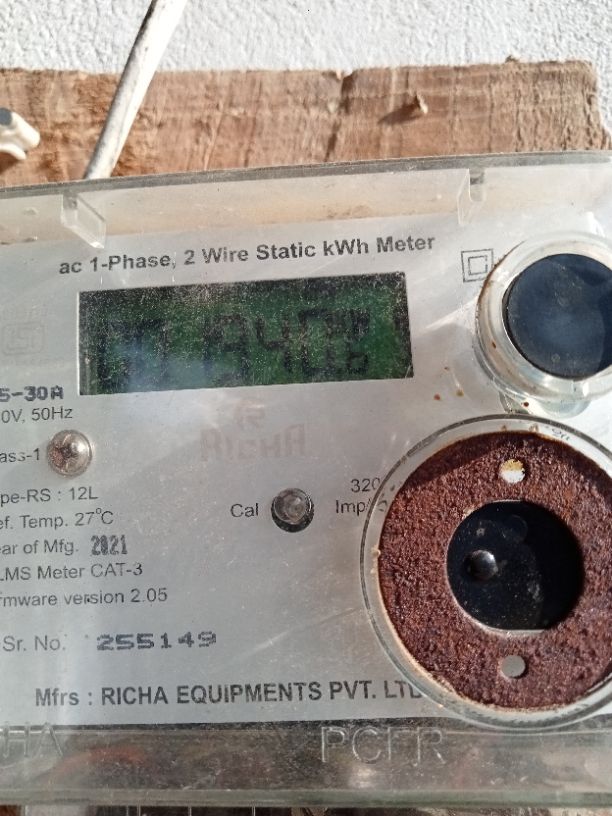 ac 1-Phase, 2 Wire Static kWh Meter
5-30A
0V, 50Hz
ass-1
RICHA
pe-RS : 12L
Cal
320
Imp/
ef. Temp. 27°C
ear of Mfg. 2021
LMS Meter CAT-3
rmware version 2.05
Sr. No. 255149
Mfrs : RICHA EQUIPMENTS PVT. LTD
HA